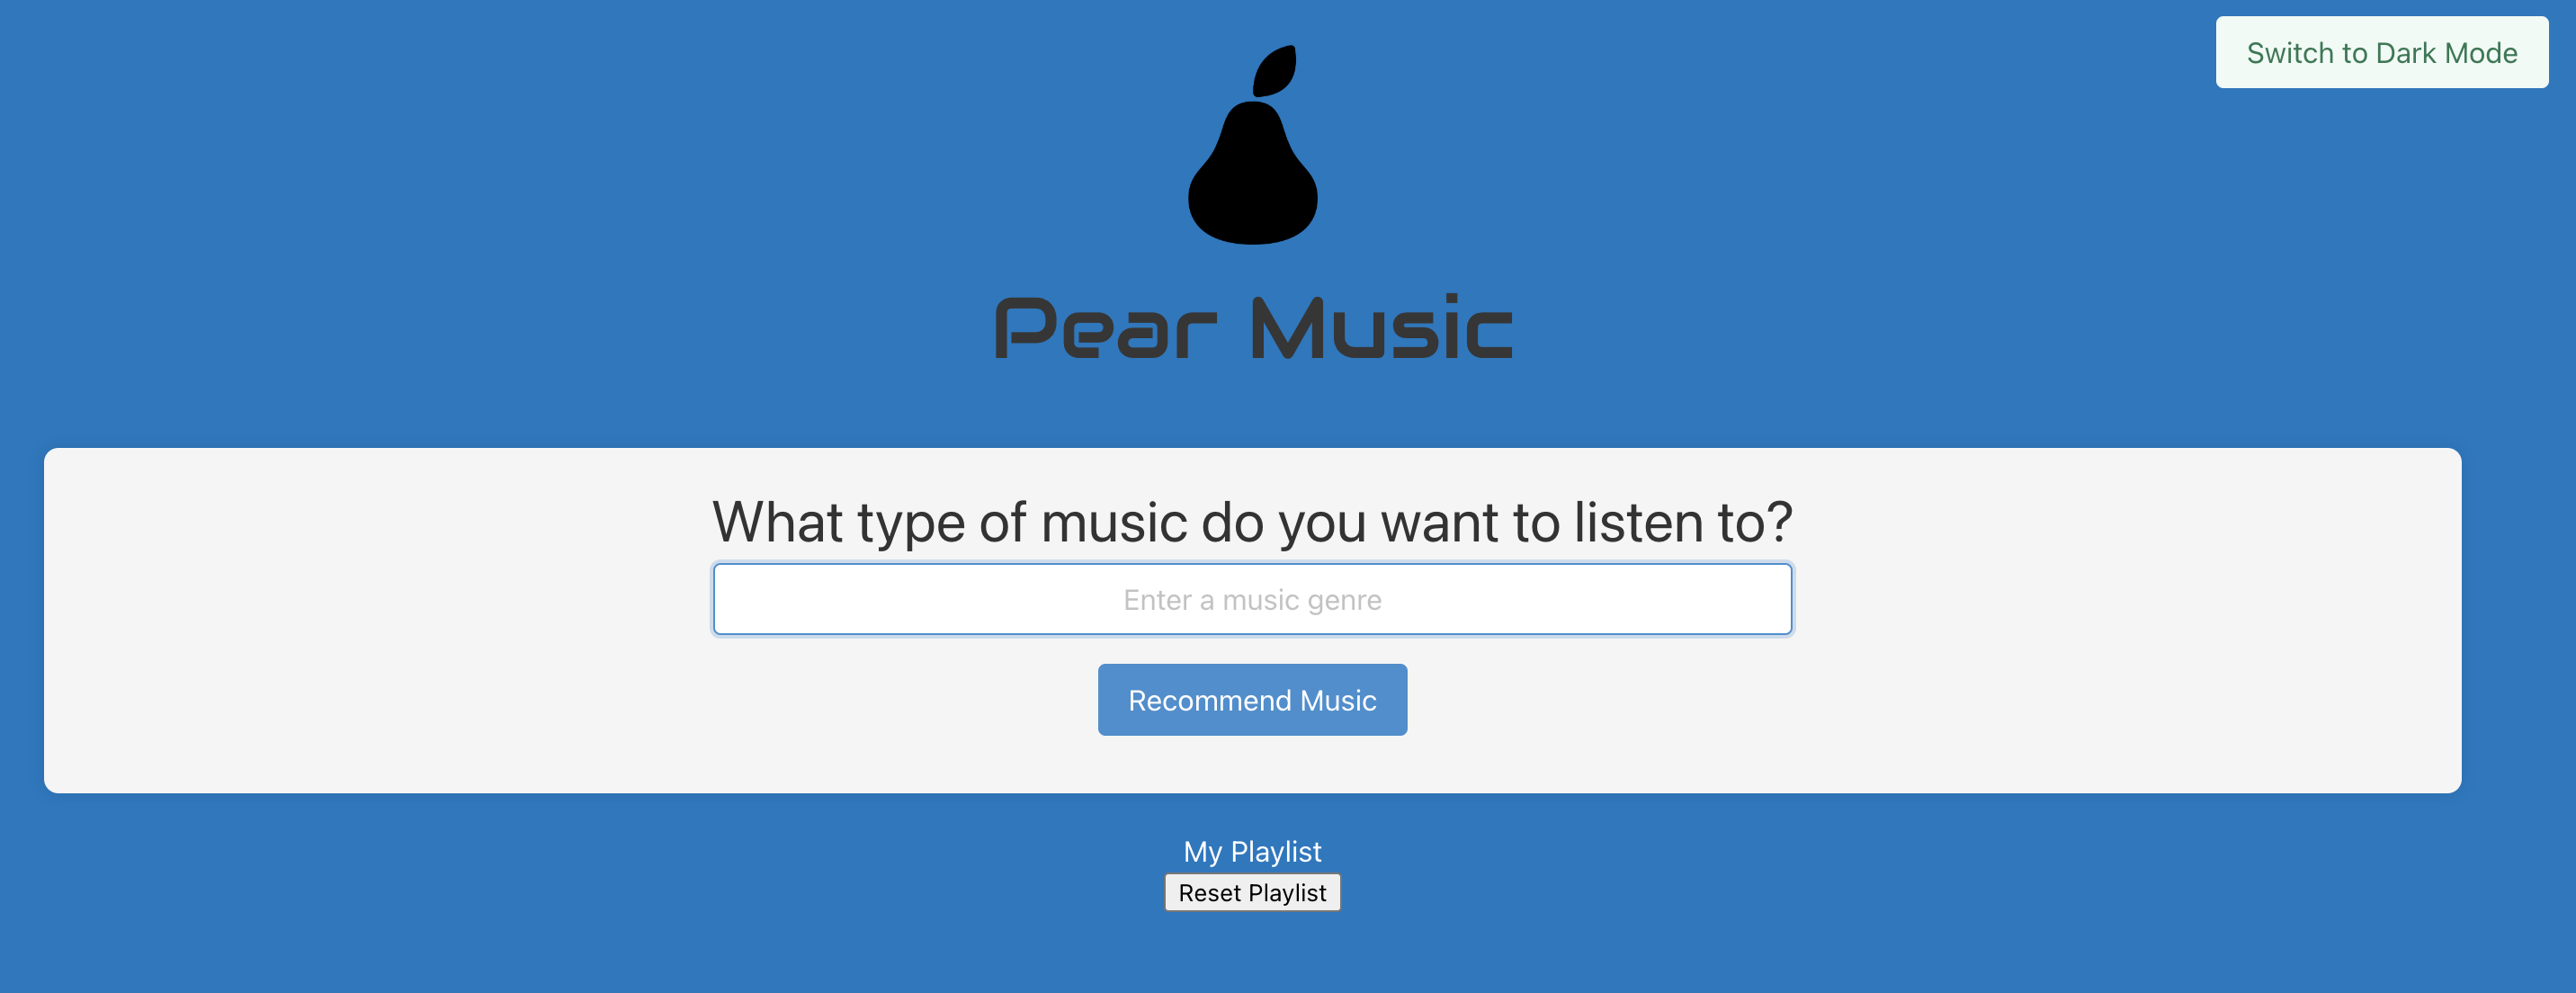 Switch to Dark Mode
Pear Music
What type of music do you want to listen to?
Enter a music genre
Recommend Music
My Playlist
Reset Playlist